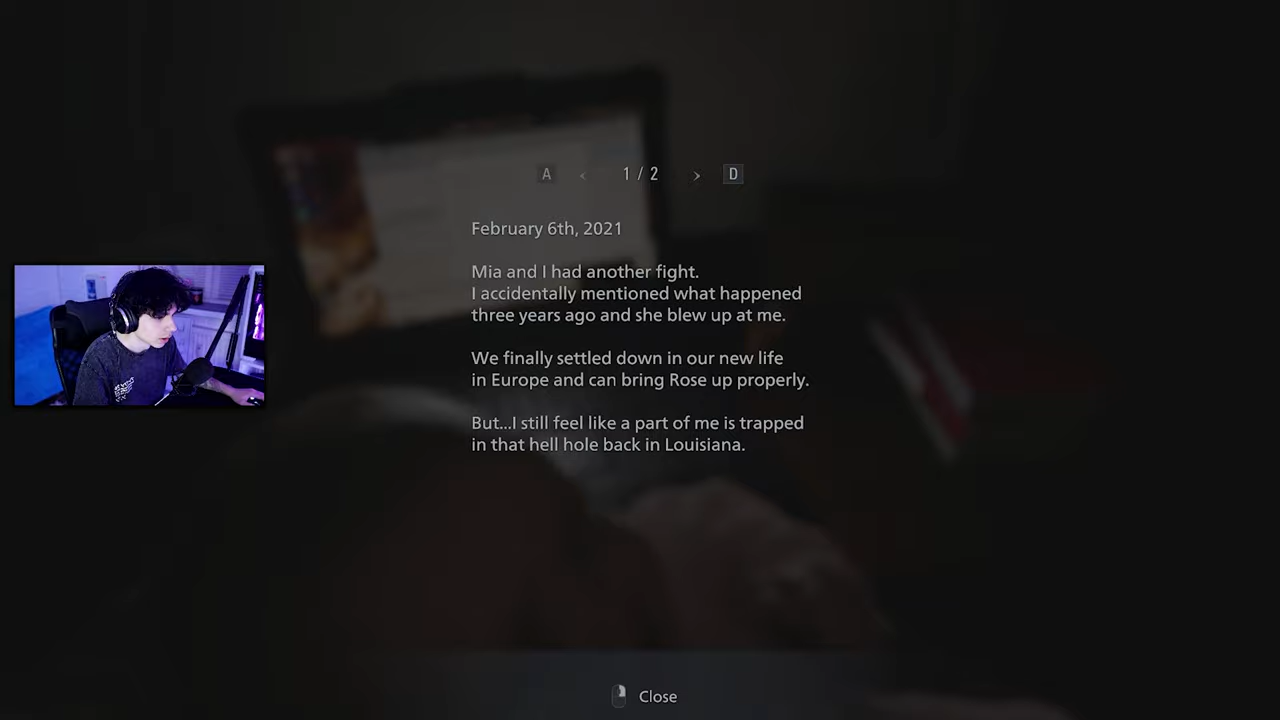 A < 1 / 2 > D
February 6th, 2021
Mia and I had another fight.
I accidentally mentioned what happened
three years ago and she blew up at me.
We finally settled down in our new life
in Europe and can bring Rose up properly.
But...I still feel like a part of me is trapped
in that hell hole back in Louisiana.
Close